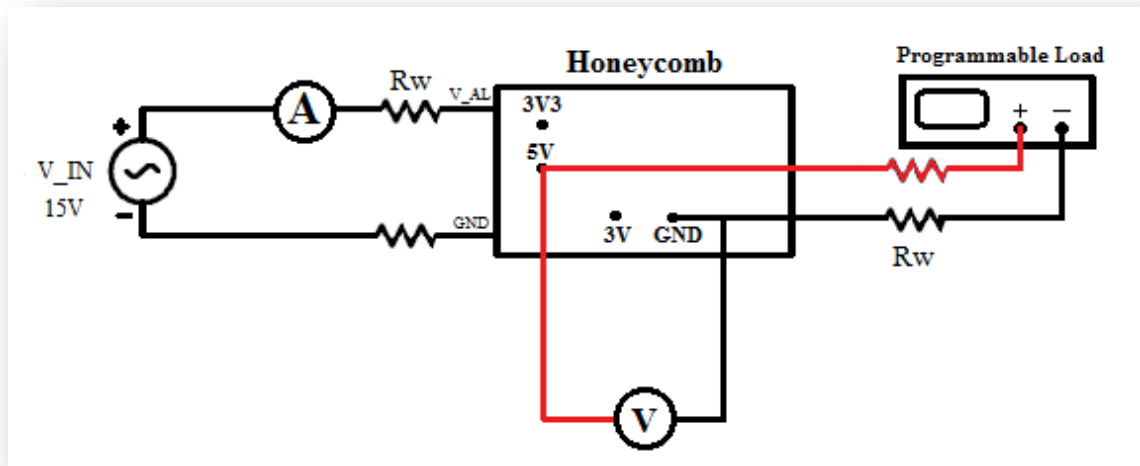 Programmable Load
Honeycomb
Rw
V_AL
3V3
A
+
+ −
5V
V_IN
15V
−
GND
3V GND
Rw
V